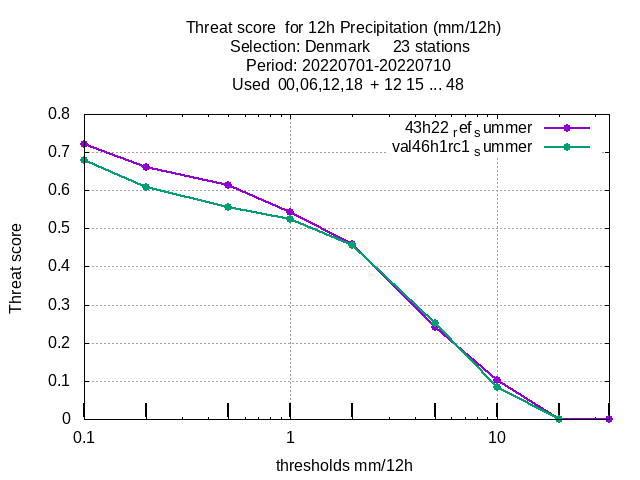 Threat score  for 12h Precipitation (mm/12h)
Selection: Denmark     23 stations
Period: 20220701-20220710
Used  00,06,12,18  + 12 15 ... 48
43h22 ref summer
val46h1rc1 summer
0.8
0.7
0.6
0.5
0.4
0.3
0.2
0.1
0
Threat score
0.1 1 10
thresholds mm/12h